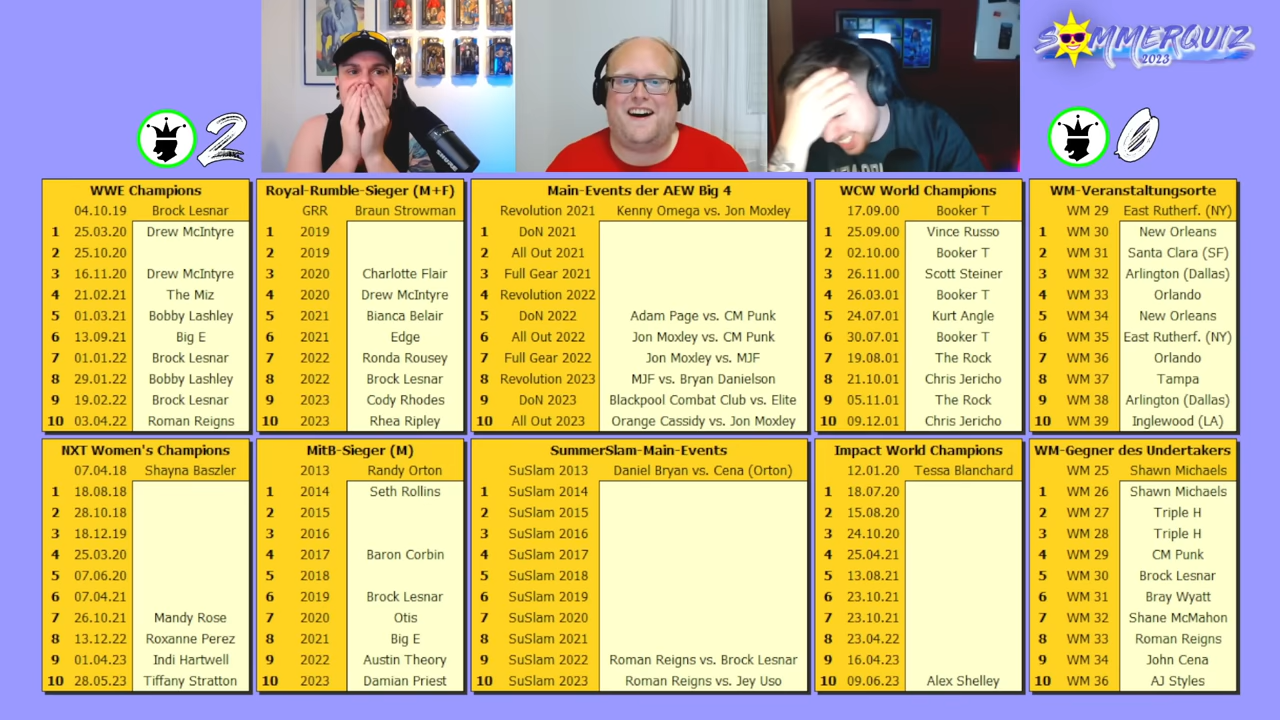 SOMMERQUIZ
2023
2
0
WWE Champions
04.10.19 Brock Lesnar
1 25.03.20 Drew McIntyre
2 25.10.20
3 16.11.20 Drew McIntyre
4 21.02.21 The Miz
5 01.03.21 Bobby Lashley
6 13.09.21 Big E
7 01.01.22 Brock Lesnar
8 29.01.22 Bobby Lashley
9 19.02.22 Brock Lesnar
10 03.04.22 Roman Reigns
Royal-Rumble-Sieger (M+F)
GRR Braun Strowman
1 2019
2 2019
3 2020 Charlotte Flair
4 2020 Drew McIntyre
5 2021 Bianca Belair
6 2021 Edge
7 2022 Ronda Rousey
8 2022 Brock Lesnar
9 2023 Cody Rhodes
10 2023 Rhea Ripley
Main-Events der AEW Big 4
Revolution 2021 Kenny Omega vs. Jon Moxley
1 DoN 2021
2 All Out 2021
3 Full Gear 2021
4 Revolution 2022
5 DoN 2022 Adam Page vs. CM Punk
6 All Out 2022 Jon Moxley vs. CM Punk
7 Full Gear 2022 Jon Moxley vs. MJF
8 Revolution 2023 MJF vs. Bryan Danielson
9 DoN 2023 Blackpool Combat Club vs. Elite
10 All Out 2023 Orange Cassidy vs. Jon Moxley
WCW World Champions
17.09.00 Booker T
1 25.09.00 Vince Russo
2 02.10.00 Booker T
3 26.11.00 Scott Steiner
4 26.03.01 Booker T
5 24.07.01 Kurt Angle
6 30.07.01 Booker T
7 19.08.01 The Rock
8 21.10.01 Chris Jericho
9 05.11.01 The Rock
10 09.12.01 Chris Jericho
WM-Veranstaltungsorte
WM 29 East Rutherf. (NY)
1 WM 30 New Orleans
2 WM 31 Santa Clara (SF)
3 WM 32 Arlington (Dallas)
4 WM 33 Orlando
5 WM 34 New Orleans
6 WM 35 East Rutherf. (NY)
7 WM 36 Orlando
8 WM 37 Tampa
9 WM 38 Arlington (Dallas)
10 WM 39 Inglewood (LA)
NXT Women's Champions
07.04.18 Shayna Baszler
1 18.08.18
2 28.10.18
3 18.12.19
4 25.03.20
5 07.06.20
6 07.04.21
7 26.10.21 Mandy Rose
8 13.12.22 Roxanne Perez
9 01.04.23 Indi Hartwell
10 28.05.23 Tiffany Stratton
MitB-Sieger (M)
2013 Randy Orton
1 2014 Seth Rollins
2 2015
3 2016
4 2017 Baron Corbin
5 2018
6 2019 Brock Lesnar
7 2020 Otis
8 2021 Big E
9 2022 Austin Theory
10 2023 Damian Priest
SummerSlam-Main-Events
SuSlam 2013 Daniel Bryan vs. Cena (Orton)
1 SuSlam 2014
2 SuSlam 2015
3 SuSlam 2016
4 SuSlam 2017
5 SuSlam 2018
6 SuSlam 2019
7 SuSlam 2020
8 SuSlam 2021
9 SuSlam 2022 Roman Reigns vs. Brock Lesnar
10 SuSlam 2023 Roman Reigns vs. Jey Uso
Impact World Champions
12.01.20 Tessa Blanchard
1 18.07.20
2 15.08.20
3 24.10.20
4 25.04.21
5 13.08.21
6 23.10.21
7 23.10.21
8 23.04.22
9 16.04.23
10 09.06.23 Alex Shelley
WM-Gegner des Undertakers
WM 25 Shawn Michaels
1 WM 26 Shawn Michaels
2 WM 27 Triple H
3 WM 28 Triple H
4 WM 29 CM Punk
5 WM 30 Brock Lesnar
6 WM 31 Bray Wyatt
7 WM 32 Shane McMahon
8 WM 33 Roman Reigns
9 WM 34 John Cena
10 WM 36 AJ Styles